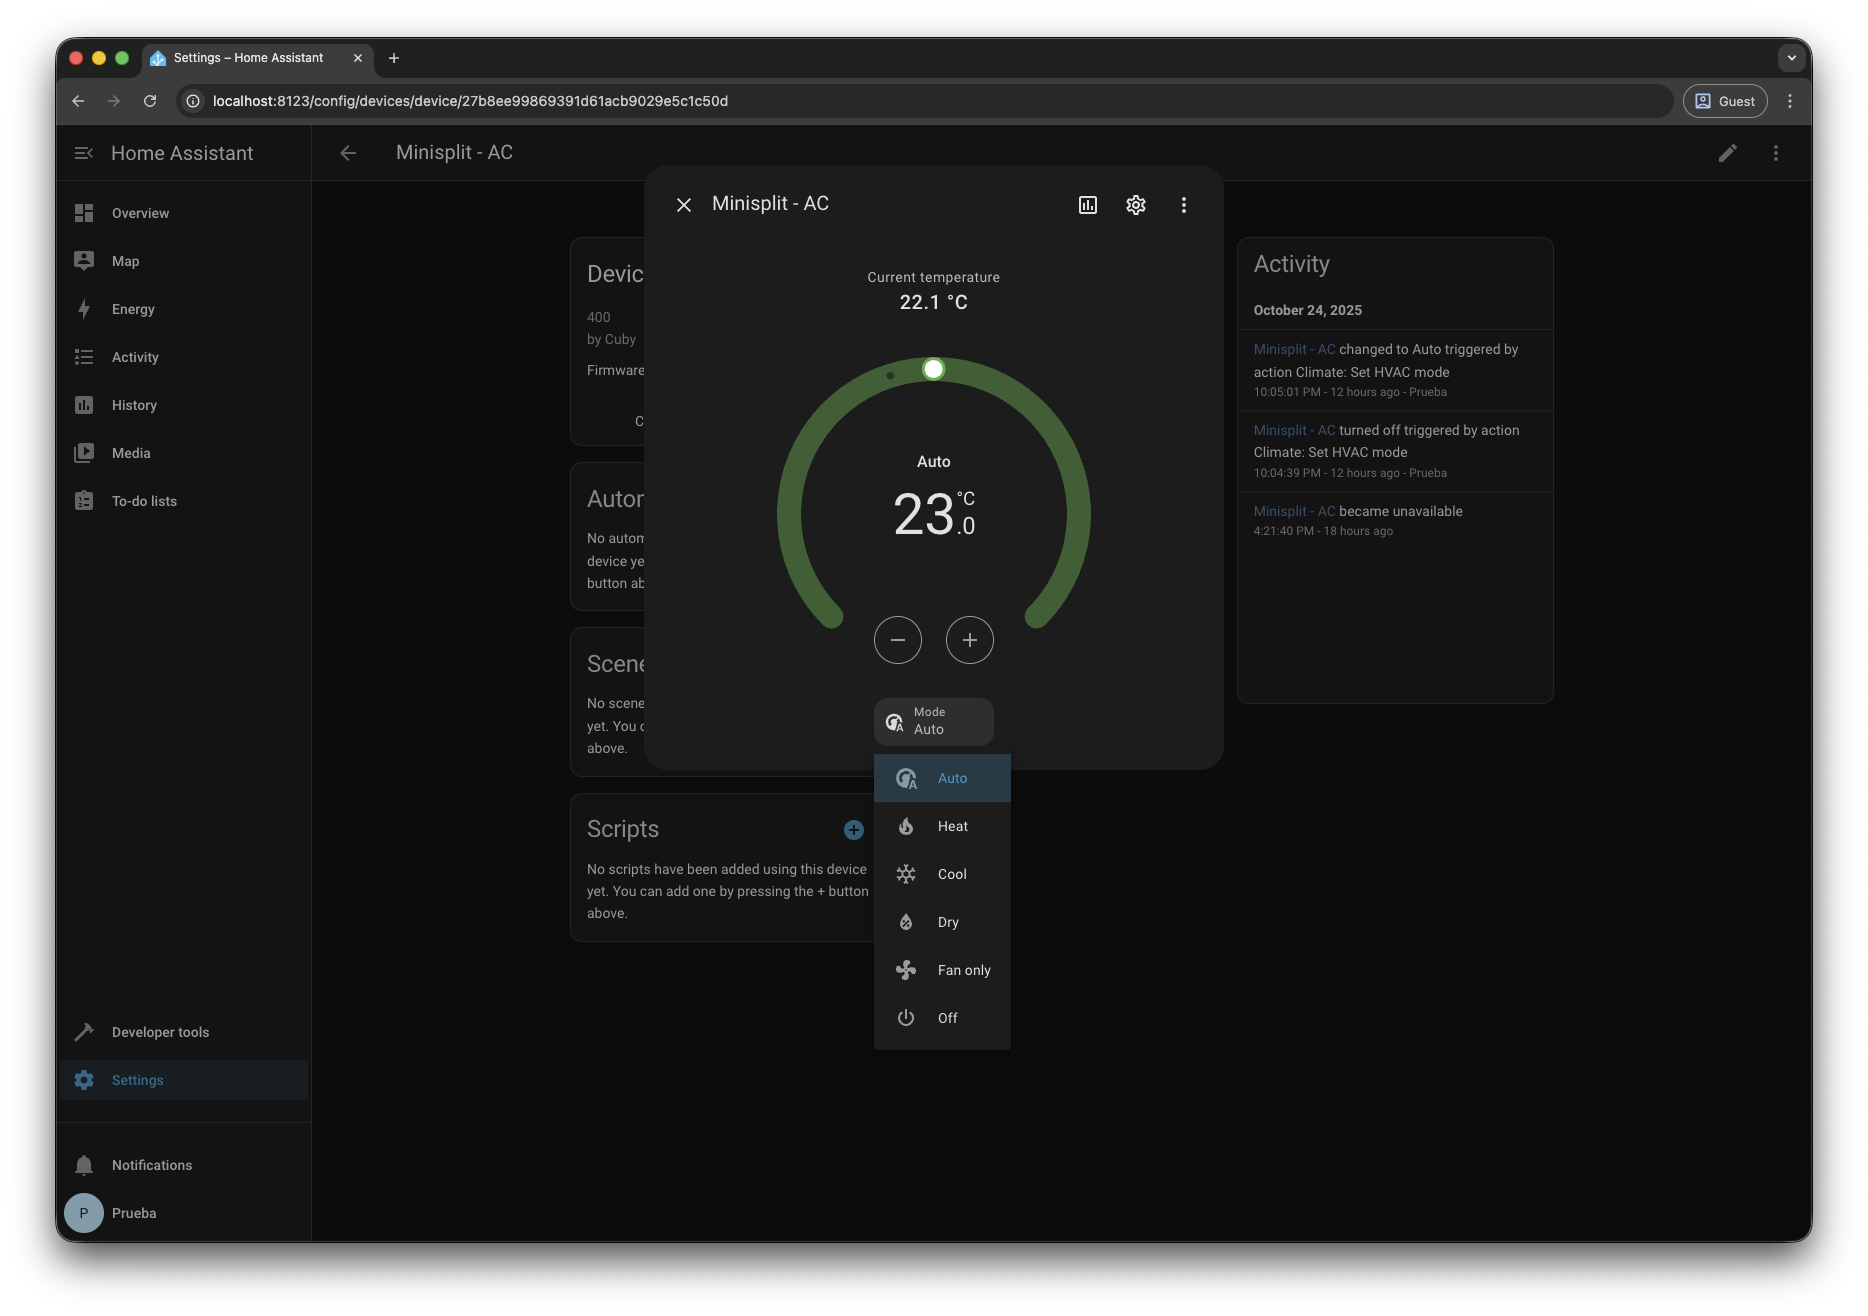 Settings – Home Assistant
localhost:8123/config/devices/device/27b8ee99869391d61acb9029e5c1c50d
Guest
Home Assistant
Overview
Map
Energy
Activity
History
Media
To-do lists
Developer tools
Settings
Notifications
P
Prueba
Minisplit - AC
Devic
400
by Cuby
Firmware
C
Autor
No autom
device ye
button ab
Scene
No scene
yet. You c
above.
Scripts
No scripts have been added using this device
yet. You can add one by pressing the + button
above.
Minisplit - AC
Current temperature
22.1 °C
Auto
23.0 °C
Mode
Auto
Auto
Heat
Cool
Dry
Fan only
Off
Activity
October 24, 2025
Minisplit - AC changed to Auto triggered by
action Climate: Set HVAC mode
10:05:01 PM - 12 hours ago - Prueba
Minisplit - AC turned off triggered by action
Climate: Set HVAC mode
10:04:39 PM - 12 hours ago - Prueba
Minisplit - AC became unavailable
4:21:40 PM - 18 hours ago